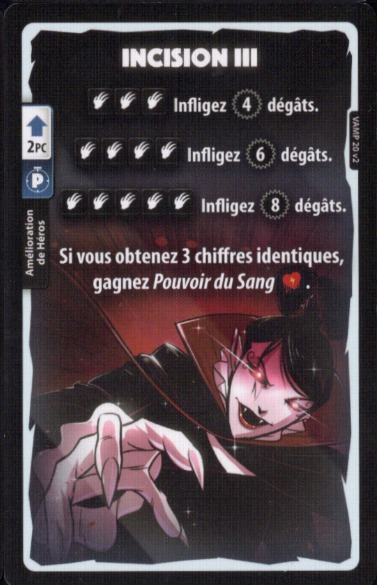 INCISION III
Infligez 4 dégâts.
2PC
Infligez 6 dégâts.
P
Infligez 8 dégâts.
Amélioration
de Héros
VAMP 20 v2
Si vous obtenez 3 chiffres identiques,
gagnez Pouvoir du Sang .